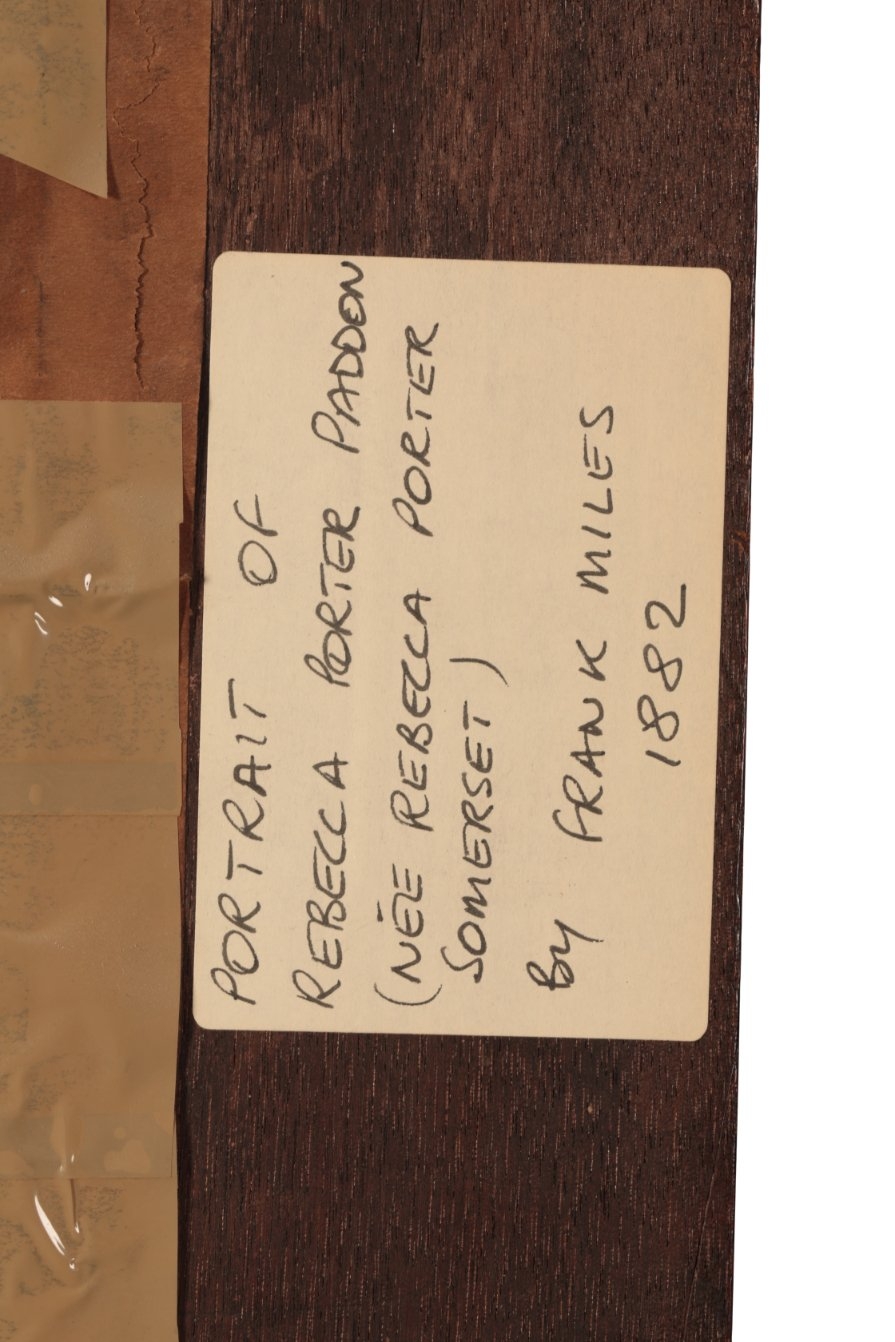 PORTRAIT OF
REBECCA PORTER PADDON
(NÉE REBECCA PORTER
SOMERSET)
By FRANK MILES
1882